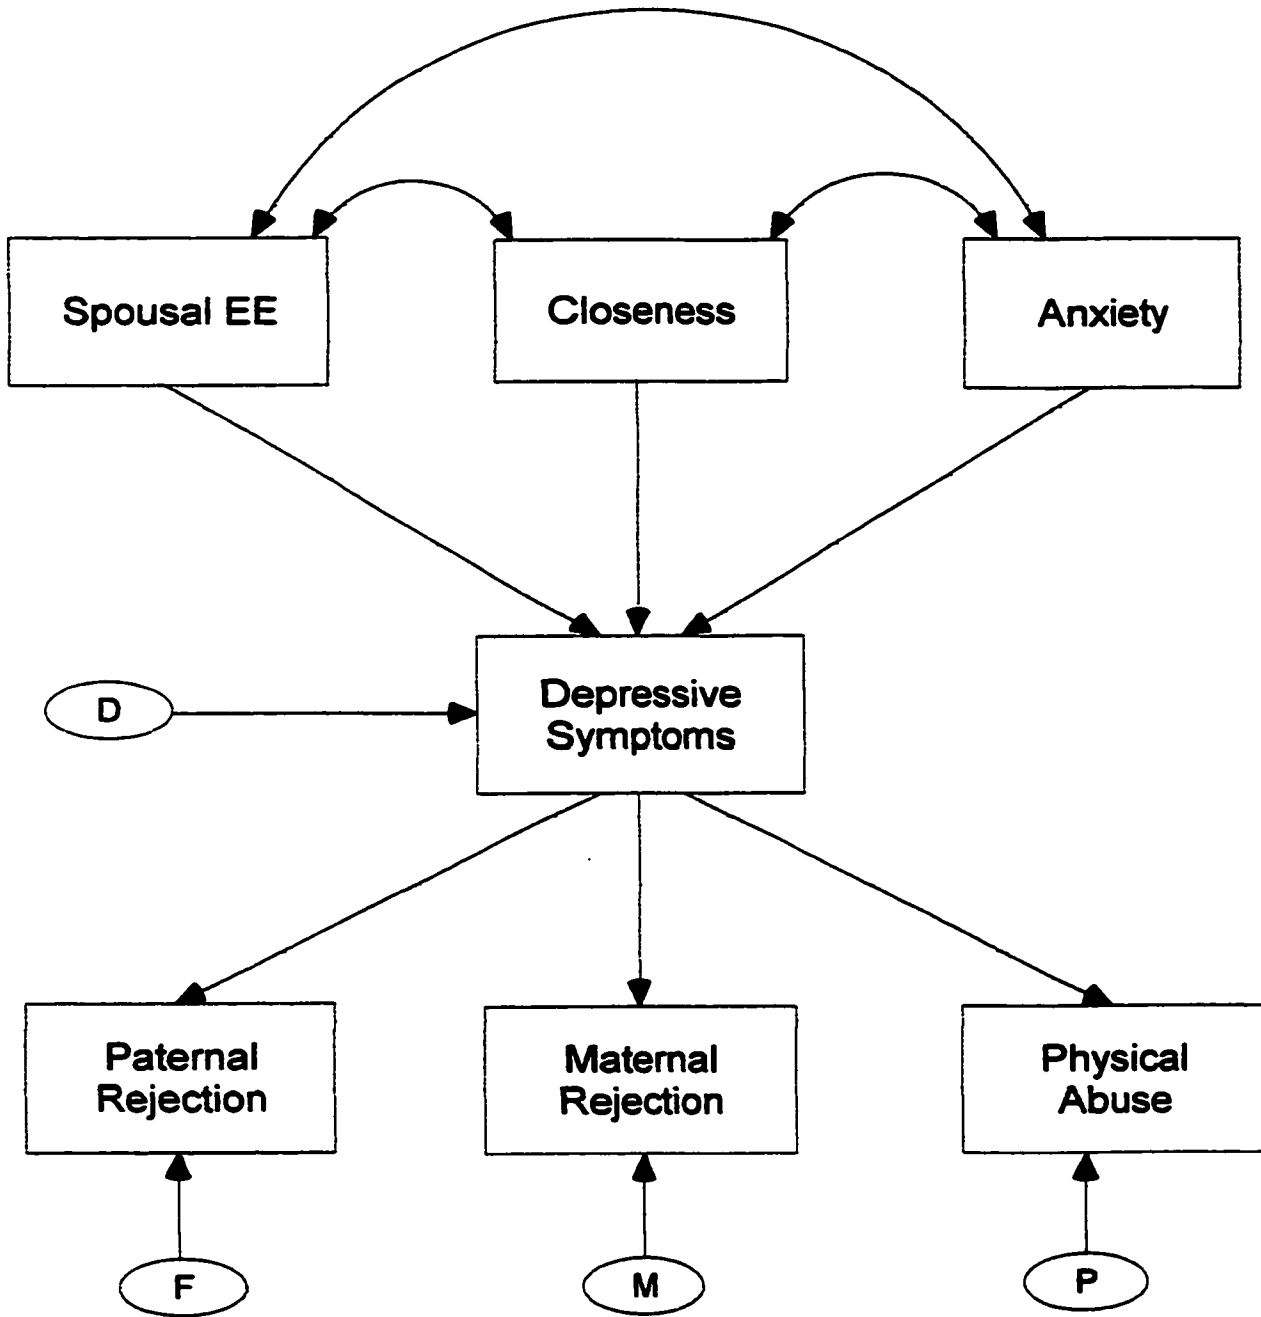 Spousal EE
Closeness
Anxiety
D
Depressive
Symptoms
Paternal
Rejection
Maternal
Rejection
Physical
Abuse
F
M
P